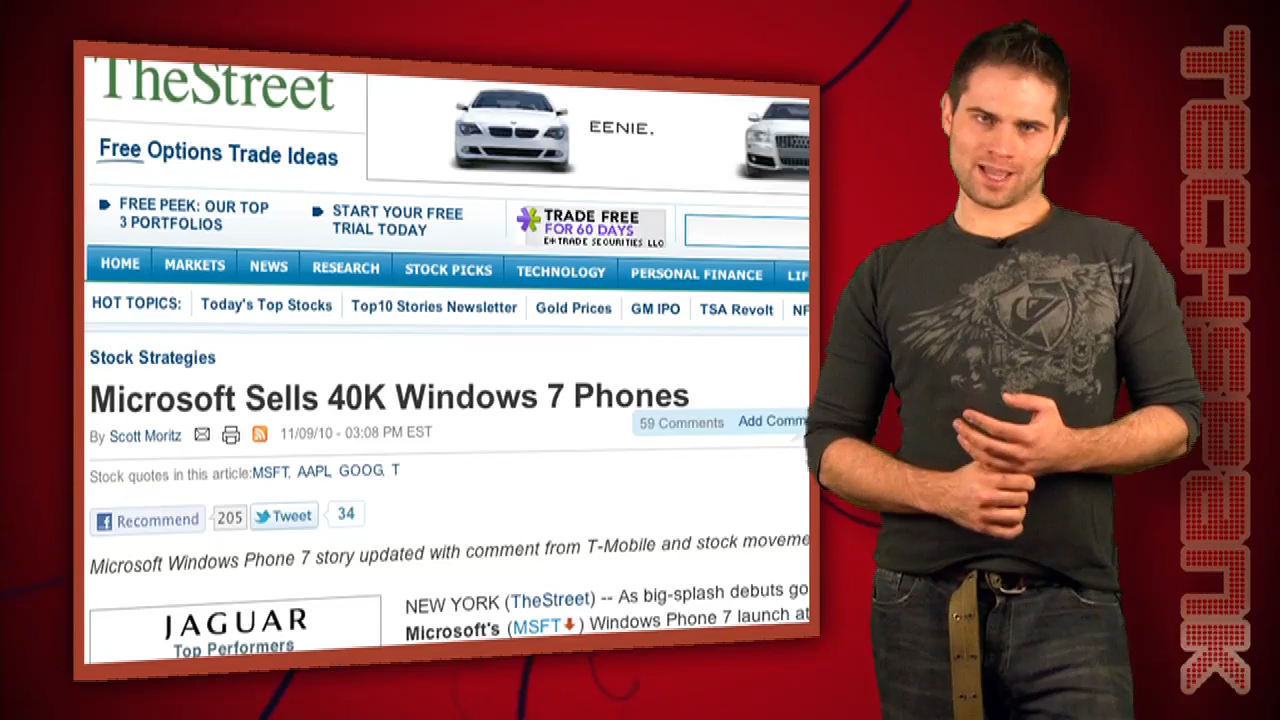 TheStreet
Free Options Trade Ideas
EENIE.
FREE PEEK: OUR TOP
3 PORTFOLIOS
START YOUR FREE
TRIAL TODAY
TRADE FREE
FOR 60 DAYS
E*TRADE SECURITIES LLC
HOME MARKETS NEWS RESEARCH STOCK PICKS TECHNOLOGY PERSONAL FINANCE LIF
HOT TOPICS: Today's Top Stocks Top10 Stories Newsletter Gold Prices GM IPO TSA Revolt NF
Stock Strategies
Microsoft Sells 40K Windows 7 Phones
59 Comments Add Comm
By Scott Moritz 11/09/10 - 03:08 PM EST
Stock quotes in this article:MSFT, AAPL, GOOG, T
Recommend 205 Tweet 34
Microsoft Windows Phone 7 story updated with comment from T-Mobile and stock moveme
JAGUAR
Top Performers
NEW YORK (TheStreet) -- As big-splash debuts go
Microsoft's (MSFT) Windows Phone 7 launch at
TECHSPANK